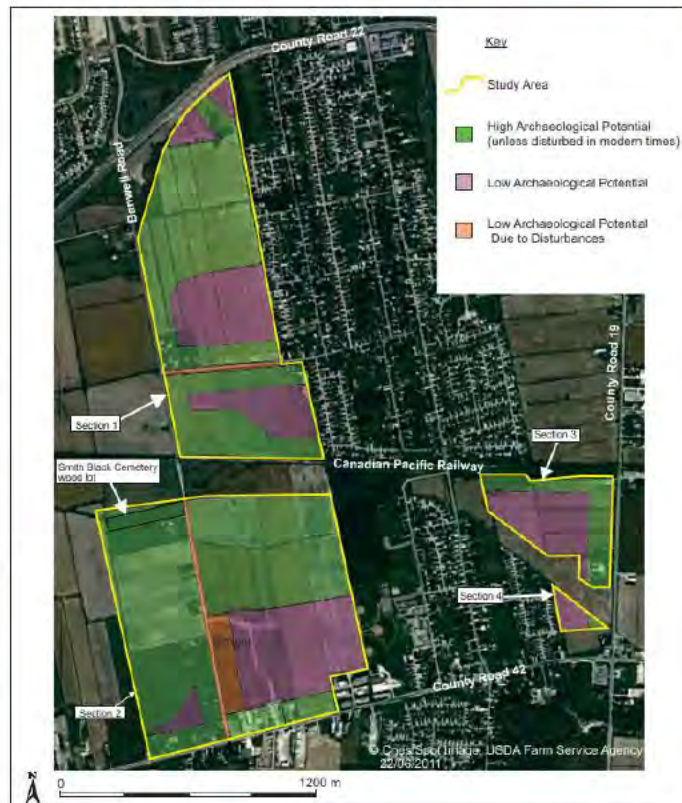 Key
Study Area
High Archaeological Potential
(unless disturbed in modern times)
Low Archaeological Potential
Low Archaeological Potential
Due to Disturbances
County Road 22
Banwell Road
County Road 19
Section 1
Smith Black Cemetery
wood lot
Canadian Pacific Railway
Section 3
Section 4
Section 2
County Road 42
© Cnes/Spot Image, USDA Farm Service Agency
22/06/2011
N
0
1200 m